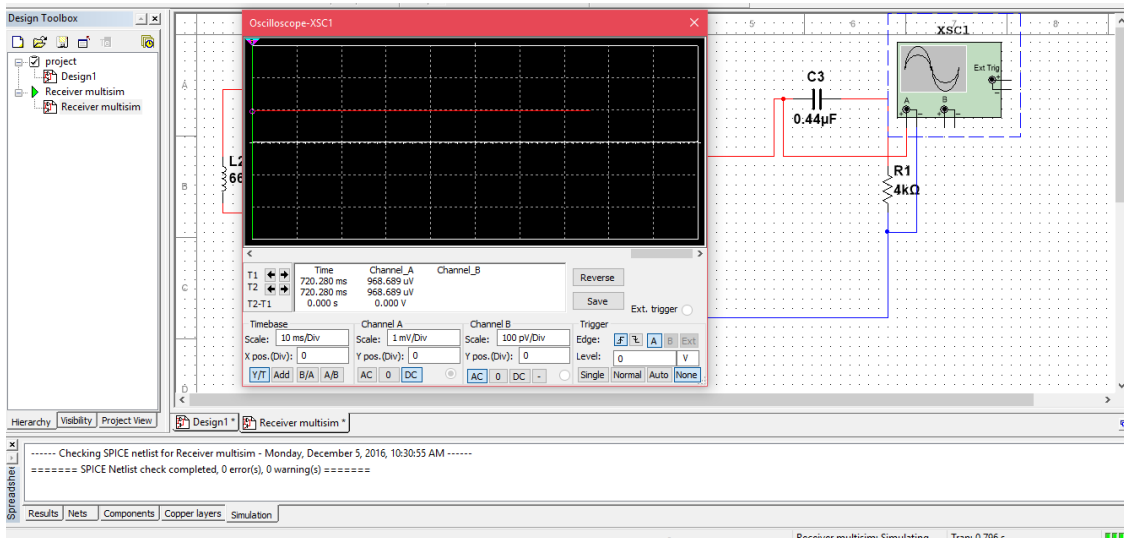 Design Toolbox
project
Design1
Receiver multisim
Receiver multisim
Hierarchy Visibility Project View
Oscilloscope-XSC1
T1
T2
T2-T1
Time Channel_A Channel_B
720.280 ms 968.689 uV
720.280 ms 968.689 uV
0.000 s 0.000 V
Reverse
Save
Ext. trigger
Timebase
Scale: 10 ms/Div
X pos.(Div): 0
Y/T Add B/A A/B
Channel A
Scale: 1 mV/Div
Y pos.(Div): 0
AC 0 DC
Channel B
Scale: 100 pV/Div
Y pos.(Div): 0
AC 0 DC -
Trigger
Edge: A B Ext
Level: 0 V
Single Normal Auto None
5 6 7 8
A
B
C
D
XSC1
Ext Trig
A B
C3
0.44µF
R1
4kΩ
Design1 * Receiver multisim *
------ Checking SPICE netlist for Receiver multisim - Monday, December 5, 2016, 10:30:55 AM ------
======= SPICE Netlist check completed, 0 error(s), 0 warning(s) =======
Results Nets Components Copper layers Simulation
Receiver multisim: Simulating... Tran: 0.796 s